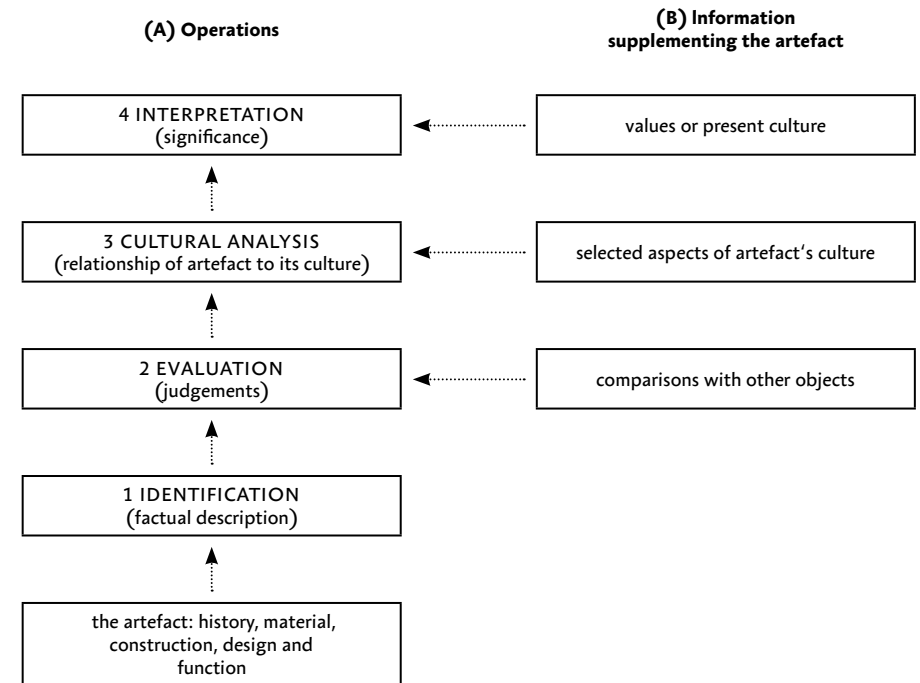 (A) Operations
(B) Information
supplementing the artefact
4 INTERPRETATION
(significance)
values or present culture
3 CULTURAL ANALYSIS
(relationship of artefact to its culture)
selected aspects of artefact‘s culture
2 EVALUATION
(judgements)
comparisons with other objects
1 IDENTIFICATION
(factual description)
the artefact: history, material,
construction, design and
function